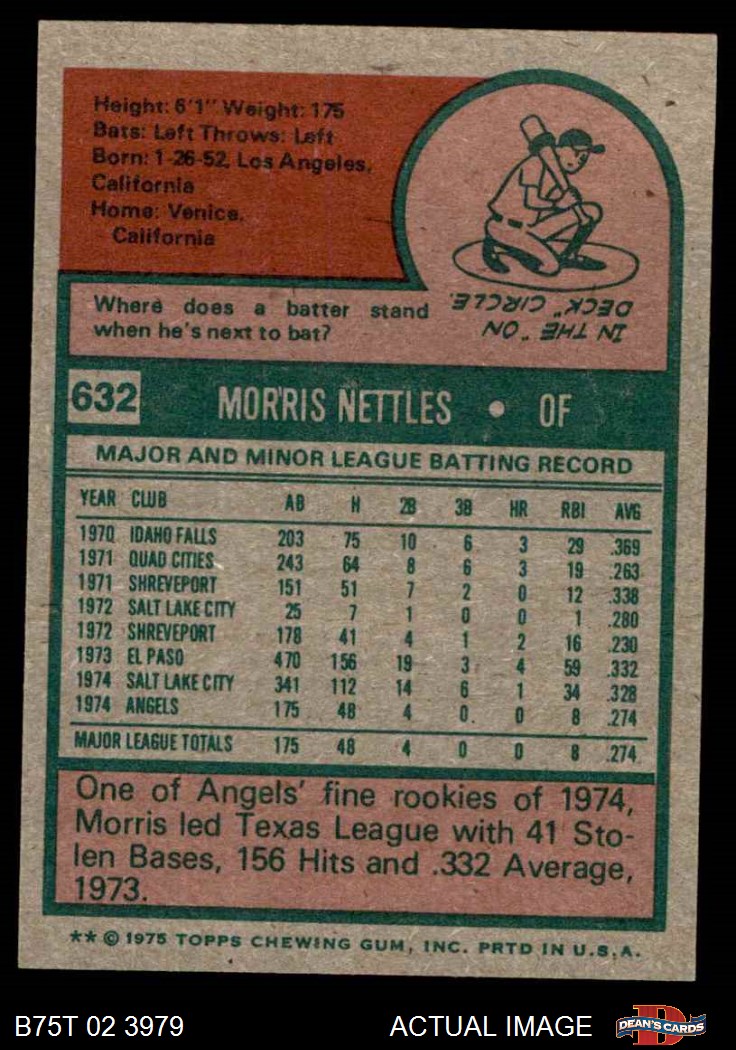 Height: 6'1" Weight: 175
Bats: Left Throws: Left
Born: 1-26-52, Los Angeles,
California
Home: Venice,
California
Where does a batter stand
when he's next to bat?
IN THE "ON
DECK" CIRCLE.
632 MORRIS NETTLES • OF
MAJOR AND MINOR LEAGUE BATTING RECORD
YEAR CLUB AB H 2B 3B HR RBI AVG
1970 IDAHO FALLS 203 75 10 6 3 29 .369
1971 QUAD CITIES 243 64 8 6 3 19 .263
1971 SHREVEPORT 151 51 7 2 0 12 .338
1972 SALT LAKE CITY 25 7 1 0 0 1 .280
1972 SHREVEPORT 178 41 4 1 2 16 .230
1973 EL PASO 470 156 19 3 4 59 .332
1974 SALT LAKE CITY 341 112 14 6 1 34 .328
1974 ANGELS 175 48 4 0 0 8 .274
MAJOR LEAGUE TOTALS 175 48 4 0 0 8 .274
One of Angels' fine rookies of 1974,
Morris led Texas League with 41 Sto-
len Bases, 156 Hits and .332 Average,
1973.
** © 1975 TOPPS CHEWING GUM, INC. PRTD IN U.S.A.
B75T 02 3979 ACTUAL IMAGE D DEAN'S CARDS